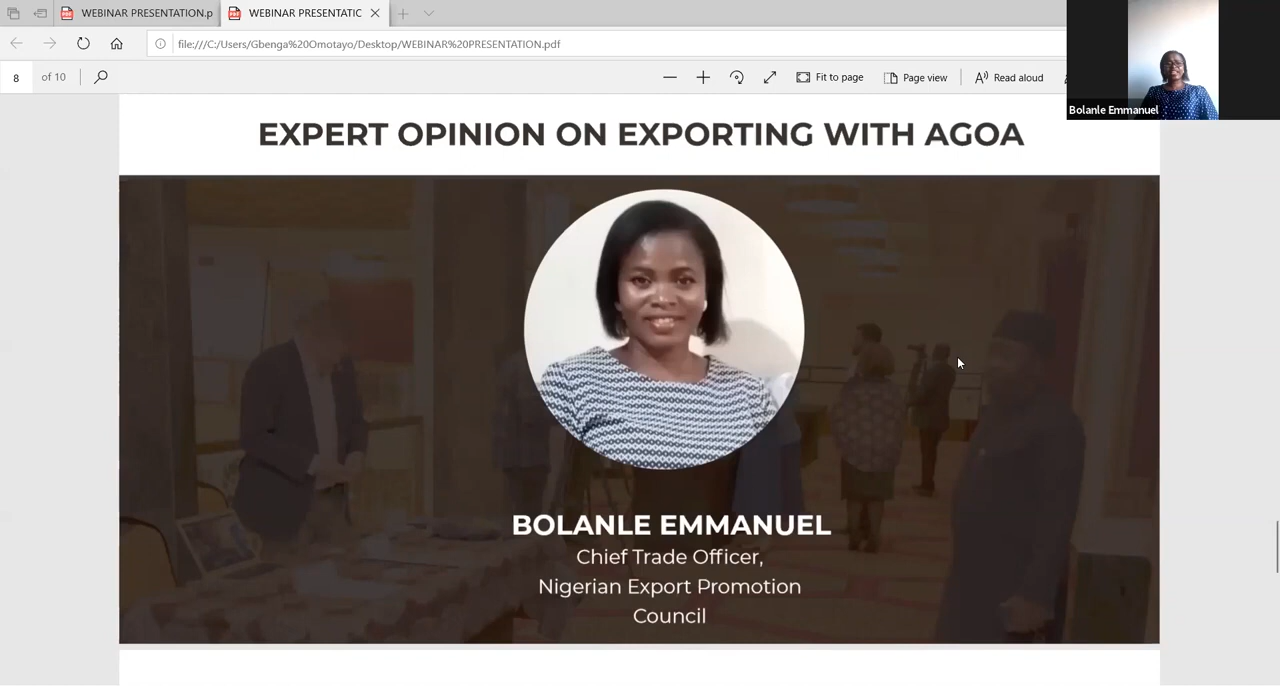 WEBINAR PRESENTATION.p
WEBINAR PRESENTATIC
file:///C:/Users/Gbenga%20Omotayo/Desktop/WEBINAR%20PRESENTATION.pdf
8 of 10
Fit to page
Page view
Read aloud
Bolanle Emmanuel
EXPERT OPINION ON EXPORTING WITH AGOA
BOLANLE EMMANUEL
Chief Trade Officer,
Nigerian Export Promotion
Council